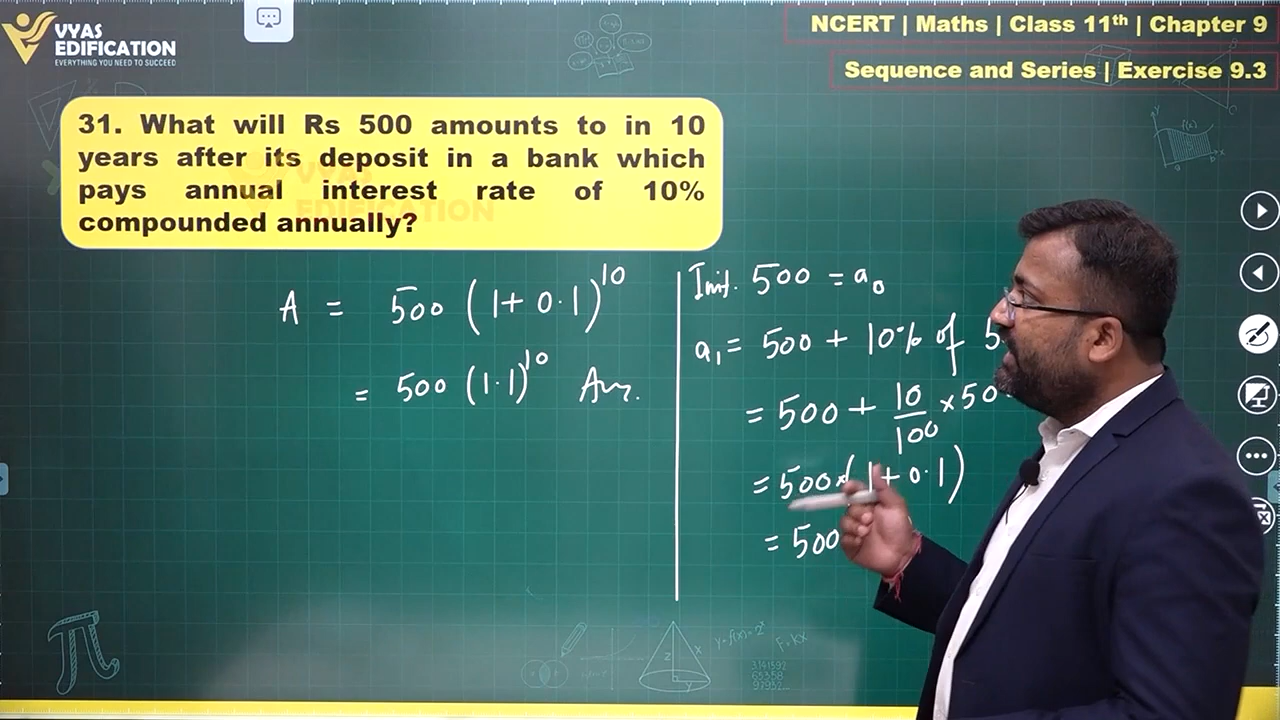 VYAS
EDIFICATION
EVERYTHING YOU NEED TO SUCCEED
NCERT | Maths | Class 11th | Chapter 9
Sequence and Series | Exercise 9.3
31. What will Rs 500 amounts to in 10
years after its deposit in a bank which
pays annual interest rate of 10%
compounded annually?
VYAS
EDIFICATION
A = 500 (1+ 0.1)^10
= 500 (1.1)^10 Ans.
Init. 500 = a₀
a₁ = 500 + 10% of
= 500 + 10/100 ×
= 500×(1+0.1)
= 500
π